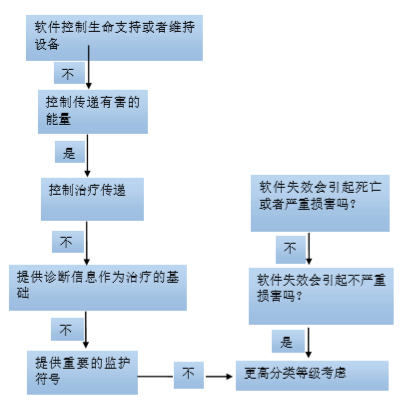 软件控制生命支持或者维持
设备
不
控制传递有害的
能量
是
控制治疗传递
不
提供诊断信息作为治疗的基
础
不
提供重要的监护
符号
不
软件失效会引起死亡
或者严重损害吗？
不
软件失效会引起不严重
损害吗？
是
更高分类等级考虑